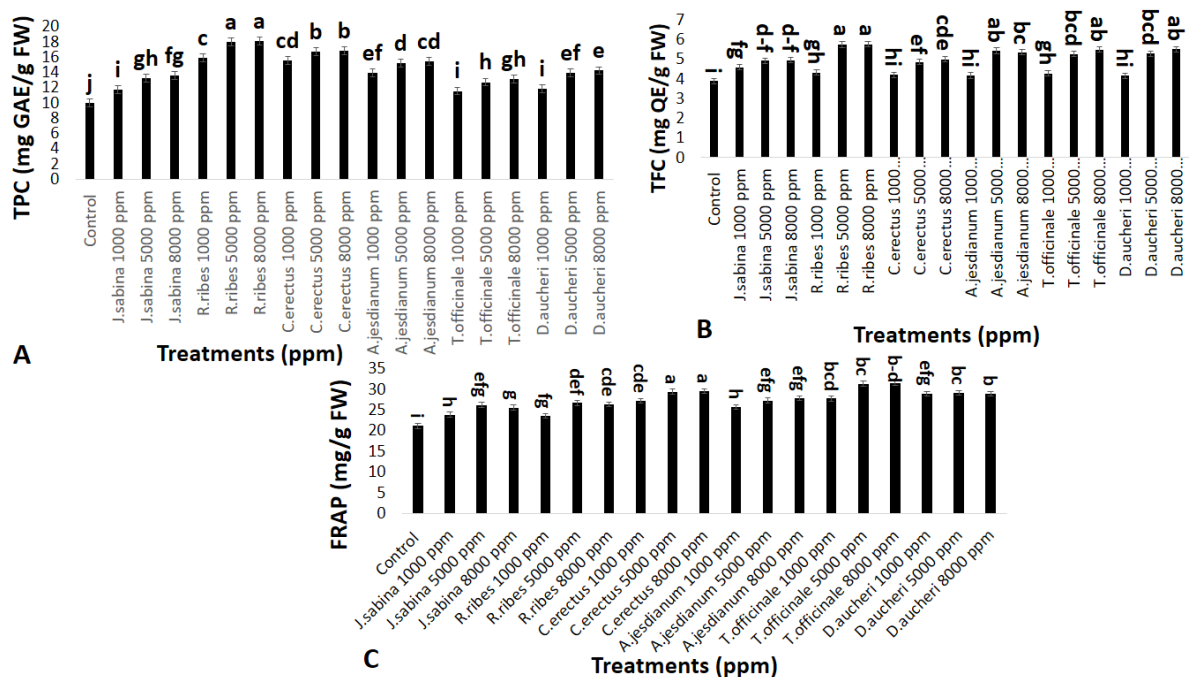 TPC (mg GAE/g FW)
20
18
16
14
12
10
8
6
4
2
0
j
i
gh
fg
c
a
a
cd
b
b
ef
d
cd
i
h
gh
i
ef
e
Control
J.sabina 1000 ppm
J.sabina 5000 ppm
J.sabina 8000 ppm
R.ribes 1000 ppm
R.ribes 5000 ppm
R.ribes 8000 ppm
C.erectus 1000 ppm
C.erectus 5000 ppm
C.erectus 8000 ppm
A.jesdianum 1000 ppm
A.jesdianum 5000 ppm
A.jesdianum 8000 ppm
T.officinale 1000 ppm
T.officinale 5000 ppm
T.officinale 8000 ppm
D.aucheri 1000 ppm
D.aucheri 5000 ppm
D.aucheri 8000 ppm
A
Treatments (ppm)
TFC (mg QE/g FW)
7
6
5
4
3
2
1
0
i
fg
d-f
d-f
gh
a
a
hi
ef
cde
hi
ab
bc
gh
bcd
ab
hi
bcd
ab
Control
J.sabina 1000 ppm
J.sabina 5000 ppm
J.sabina 8000 ppm
R.ribes 1000 ppm
R.ribes 5000 ppm
R.ribes 8000 ppm
C.erectus 1000...
C.erectus 5000...
C.erectus 8000...
A.jesdianum 1000...
A.jesdianum 5000...
A.jesdianum 8000...
T.officinale 1000...
T.officinale 5000...
T.officinale 8000...
D.aucheri 1000...
D.aucheri 5000...
D.aucheri 8000...
B
Treatments (ppm)
FRAP (mg/g FW)
35
30
25
20
15
10
5
0
i
h
efg
g
fg
def
cde
cde
a
a
h
efg
efg
bcd
bc
b-d
efg
bc
b
Control
J.sabina 1000 ppm
J.sabina 5000 ppm
J.sabina 8000 ppm
R.ribes 1000 ppm
R.ribes 5000 ppm
R.ribes 8000 ppm
C.erectus 1000 ppm
C.erectus 5000 ppm
C.erectus 8000 ppm
A.jesdianum 1000 ppm
A.jesdianum 5000 ppm
A.jesdianum 8000 ppm
T.officinale 1000 ppm
T.officinale 5000 ppm
T.officinale 8000 ppm
D.aucheri 1000 ppm
D.aucheri 5000 ppm
D.aucheri 8000 ppm
C
Treatments (ppm)